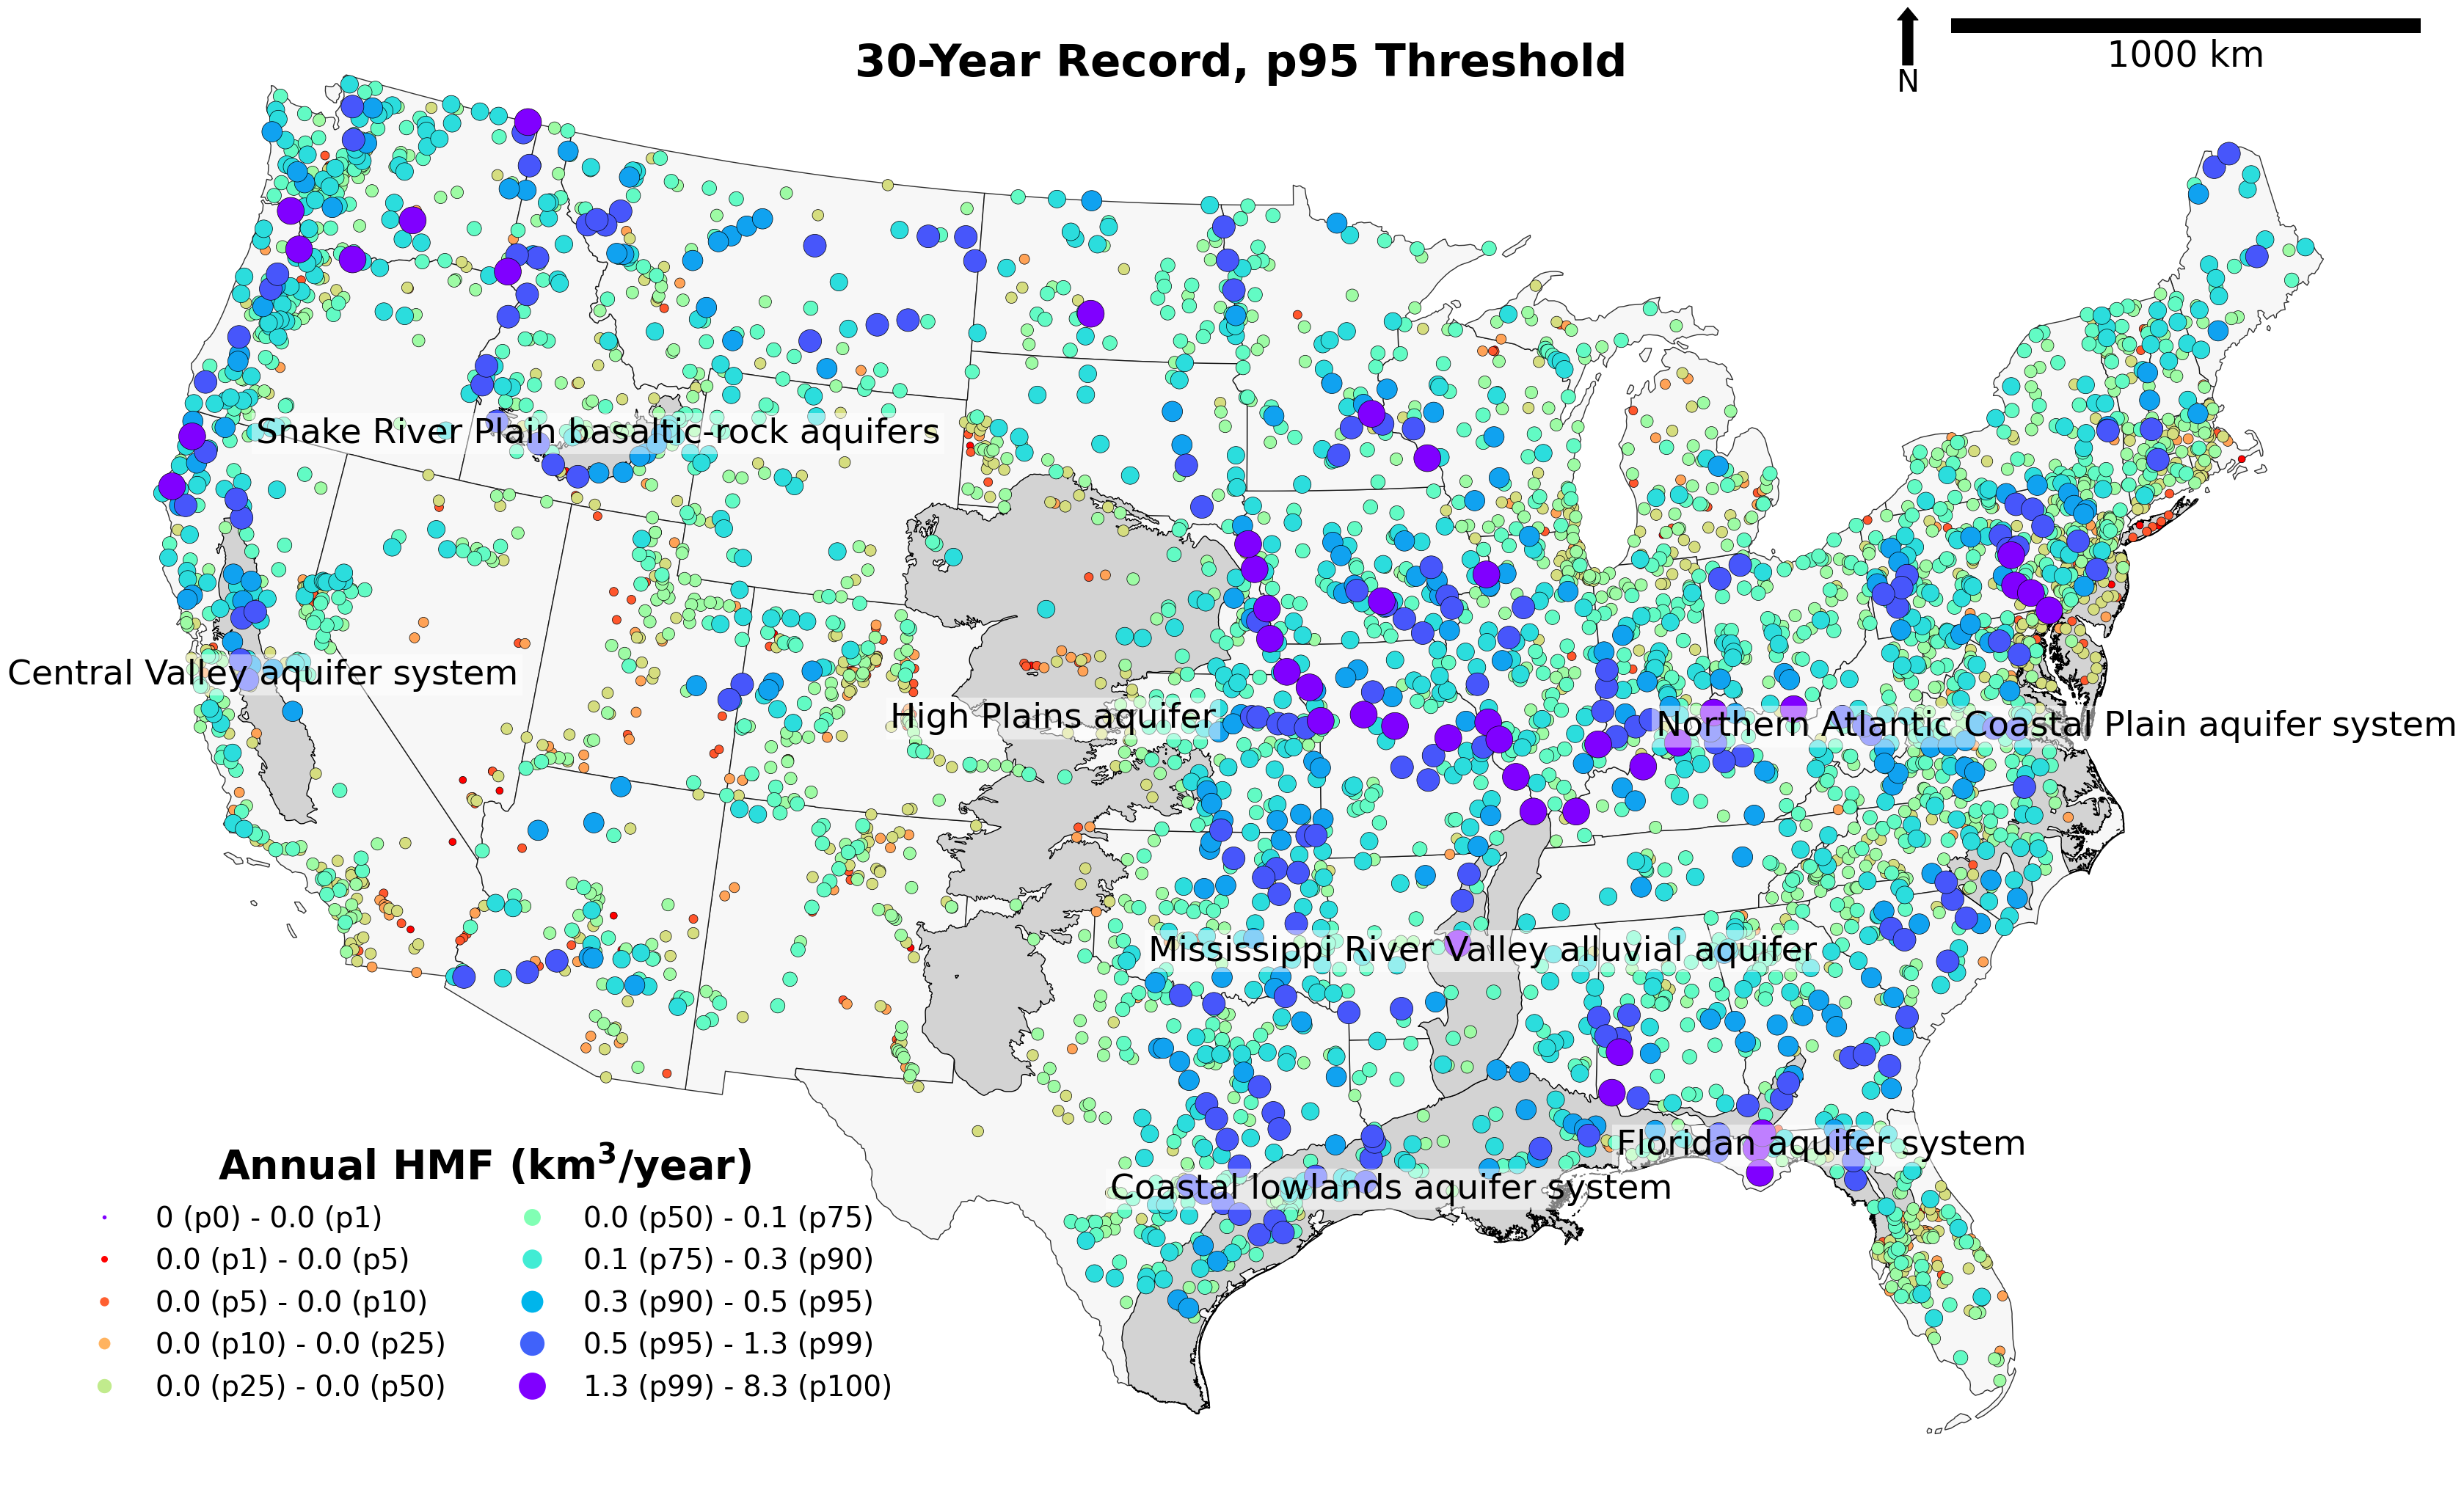 30-Year Record, p95 Threshold
N
1000 km
Snake River Plain basaltic-rock aquifers
Central Valley aquifer system
High Plains aquifer
Northern Atlantic Coastal Plain aquifer system
Mississippi River Valley alluvial aquifer
Floridan aquifer system
Coastal lowlands aquifer system
Annual HMF (km³/year)
0 (p0) - 0.0 (p1)
0.0 (p1) - 0.0 (p5)
0.0 (p5) - 0.0 (p10)
0.0 (p10) - 0.0 (p25)
0.0 (p25) - 0.0 (p50)
0.0 (p50) - 0.1 (p75)
0.1 (p75) - 0.3 (p90)
0.3 (p90) - 0.5 (p95)
0.5 (p95) - 1.3 (p99)
1.3 (p99) - 8.3 (p100)